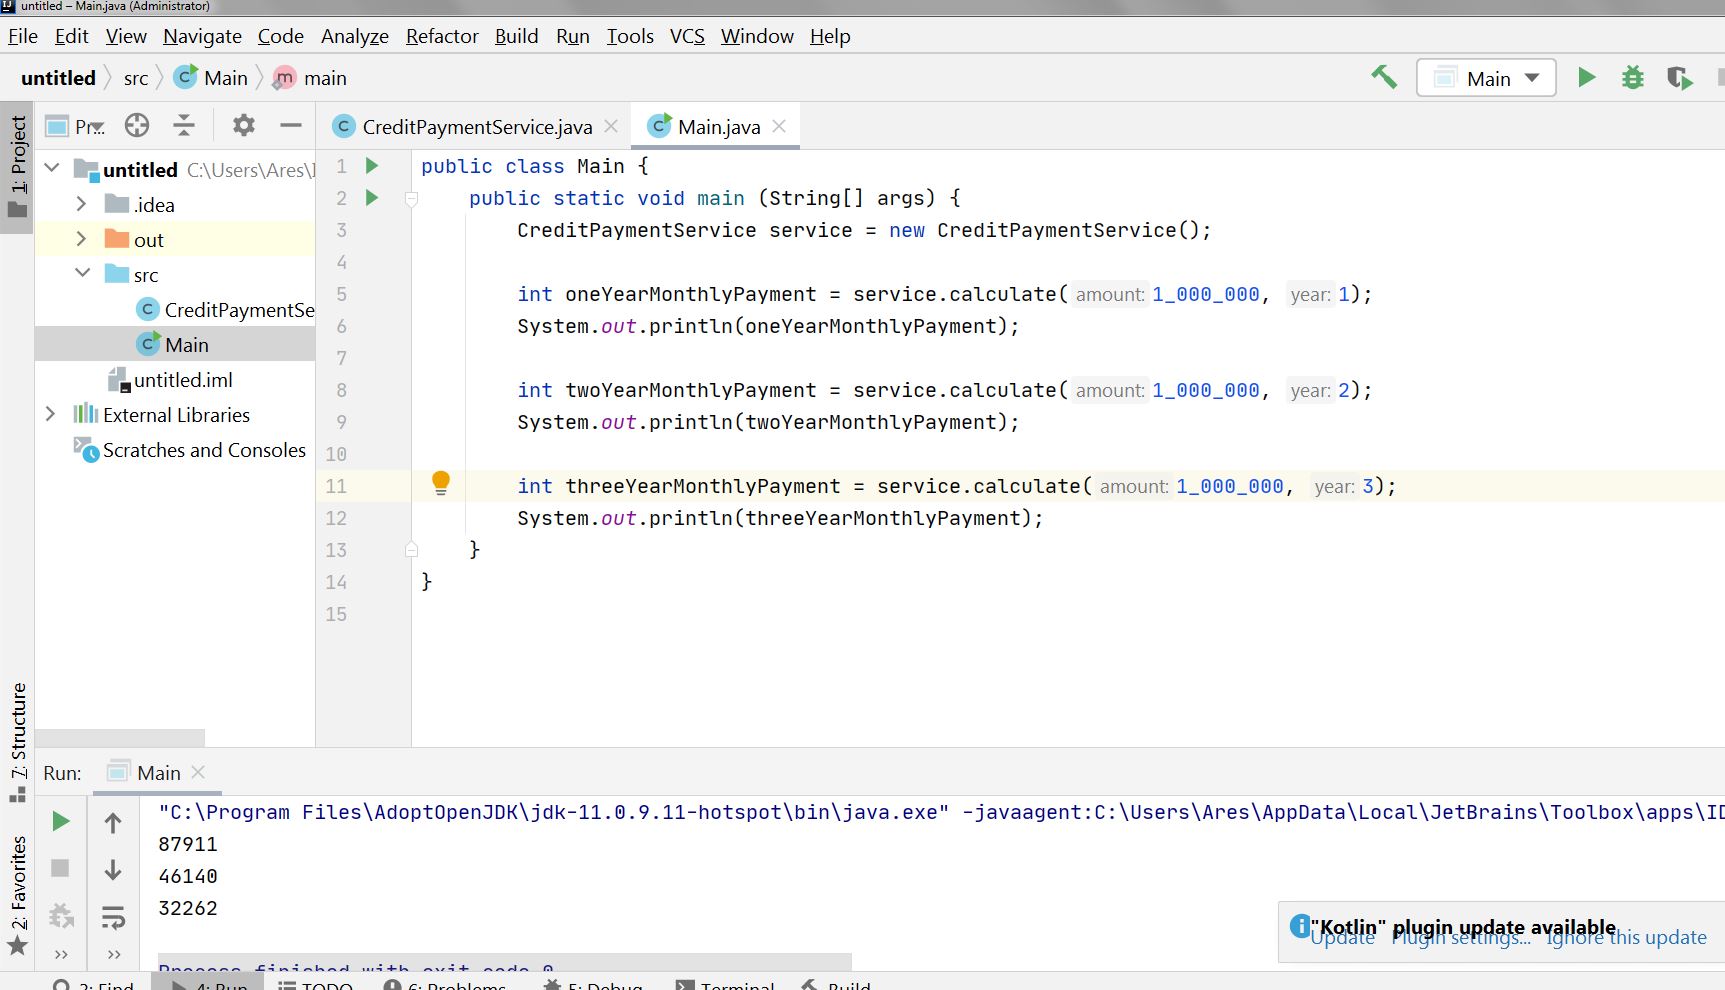 untitled – Main.java (Administrator)
File Edit View Navigate Code Analyze Refactor Build Run Tools VCS Window Help
untitled src Main main
Main
1: Project
Pr...
CreditPaymentService.java Main.java
untitled C:\Users\Ares\
.idea
out
src
CreditPaymentSe
Main
untitled.iml
External Libraries
Scratches and Consoles
1 public class Main {
2 public static void main (String[] args) {
3 CreditPaymentService service = new CreditPaymentService();
4
5 int oneYearMonthlyPayment = service.calculate( amount: 1_000_000, year: 1);
6 System.out.println(oneYearMonthlyPayment);
7
8 int twoYearMonthlyPayment = service.calculate( amount: 1_000_000, year: 2);
9 System.out.println(twoYearMonthlyPayment);
10
11 int threeYearMonthlyPayment = service.calculate( amount: 1_000_000, year: 3);
12 System.out.println(threeYearMonthlyPayment);
13 }
14 }
15
7: Structure
2: Favorites
Run: Main
"C:\Program Files\AdoptOpenJDK\jdk-11.0.9.11-hotspot\bin\java.exe" -javaagent:C:\Users\Ares\AppData\Local\JetBrains\Toolbox\apps\ID
87911
46140
32262
Process finished with exit code 0
"Kotlin" plugin update available
Update Plugin settings... Ignore this update
3: Find 4: Run TODO 6: Problems 5: Debug Terminal Build